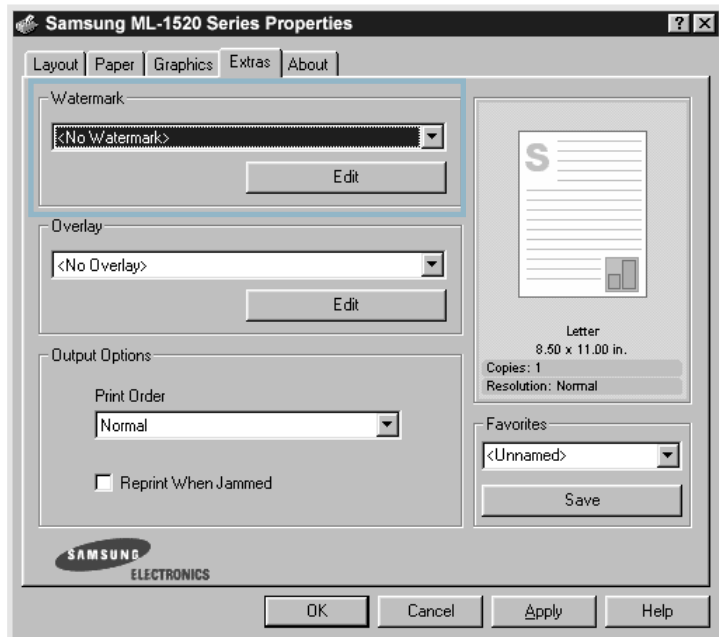 Samsung ML-1520 Series Properties
Layout Paper Graphics Extras About
Watermark
<No Watermark>
Edit
Overlay
<No Overlay>
Edit
Output Options
Print Order
Normal
Reprint When Jammed
S
Letter
8.50 x 11.00 in.
Copies: 1
Resolution: Normal
Favorites
<Unnamed>
Save
SAMSUNG
ELECTRONICS
OK Cancel Apply Help